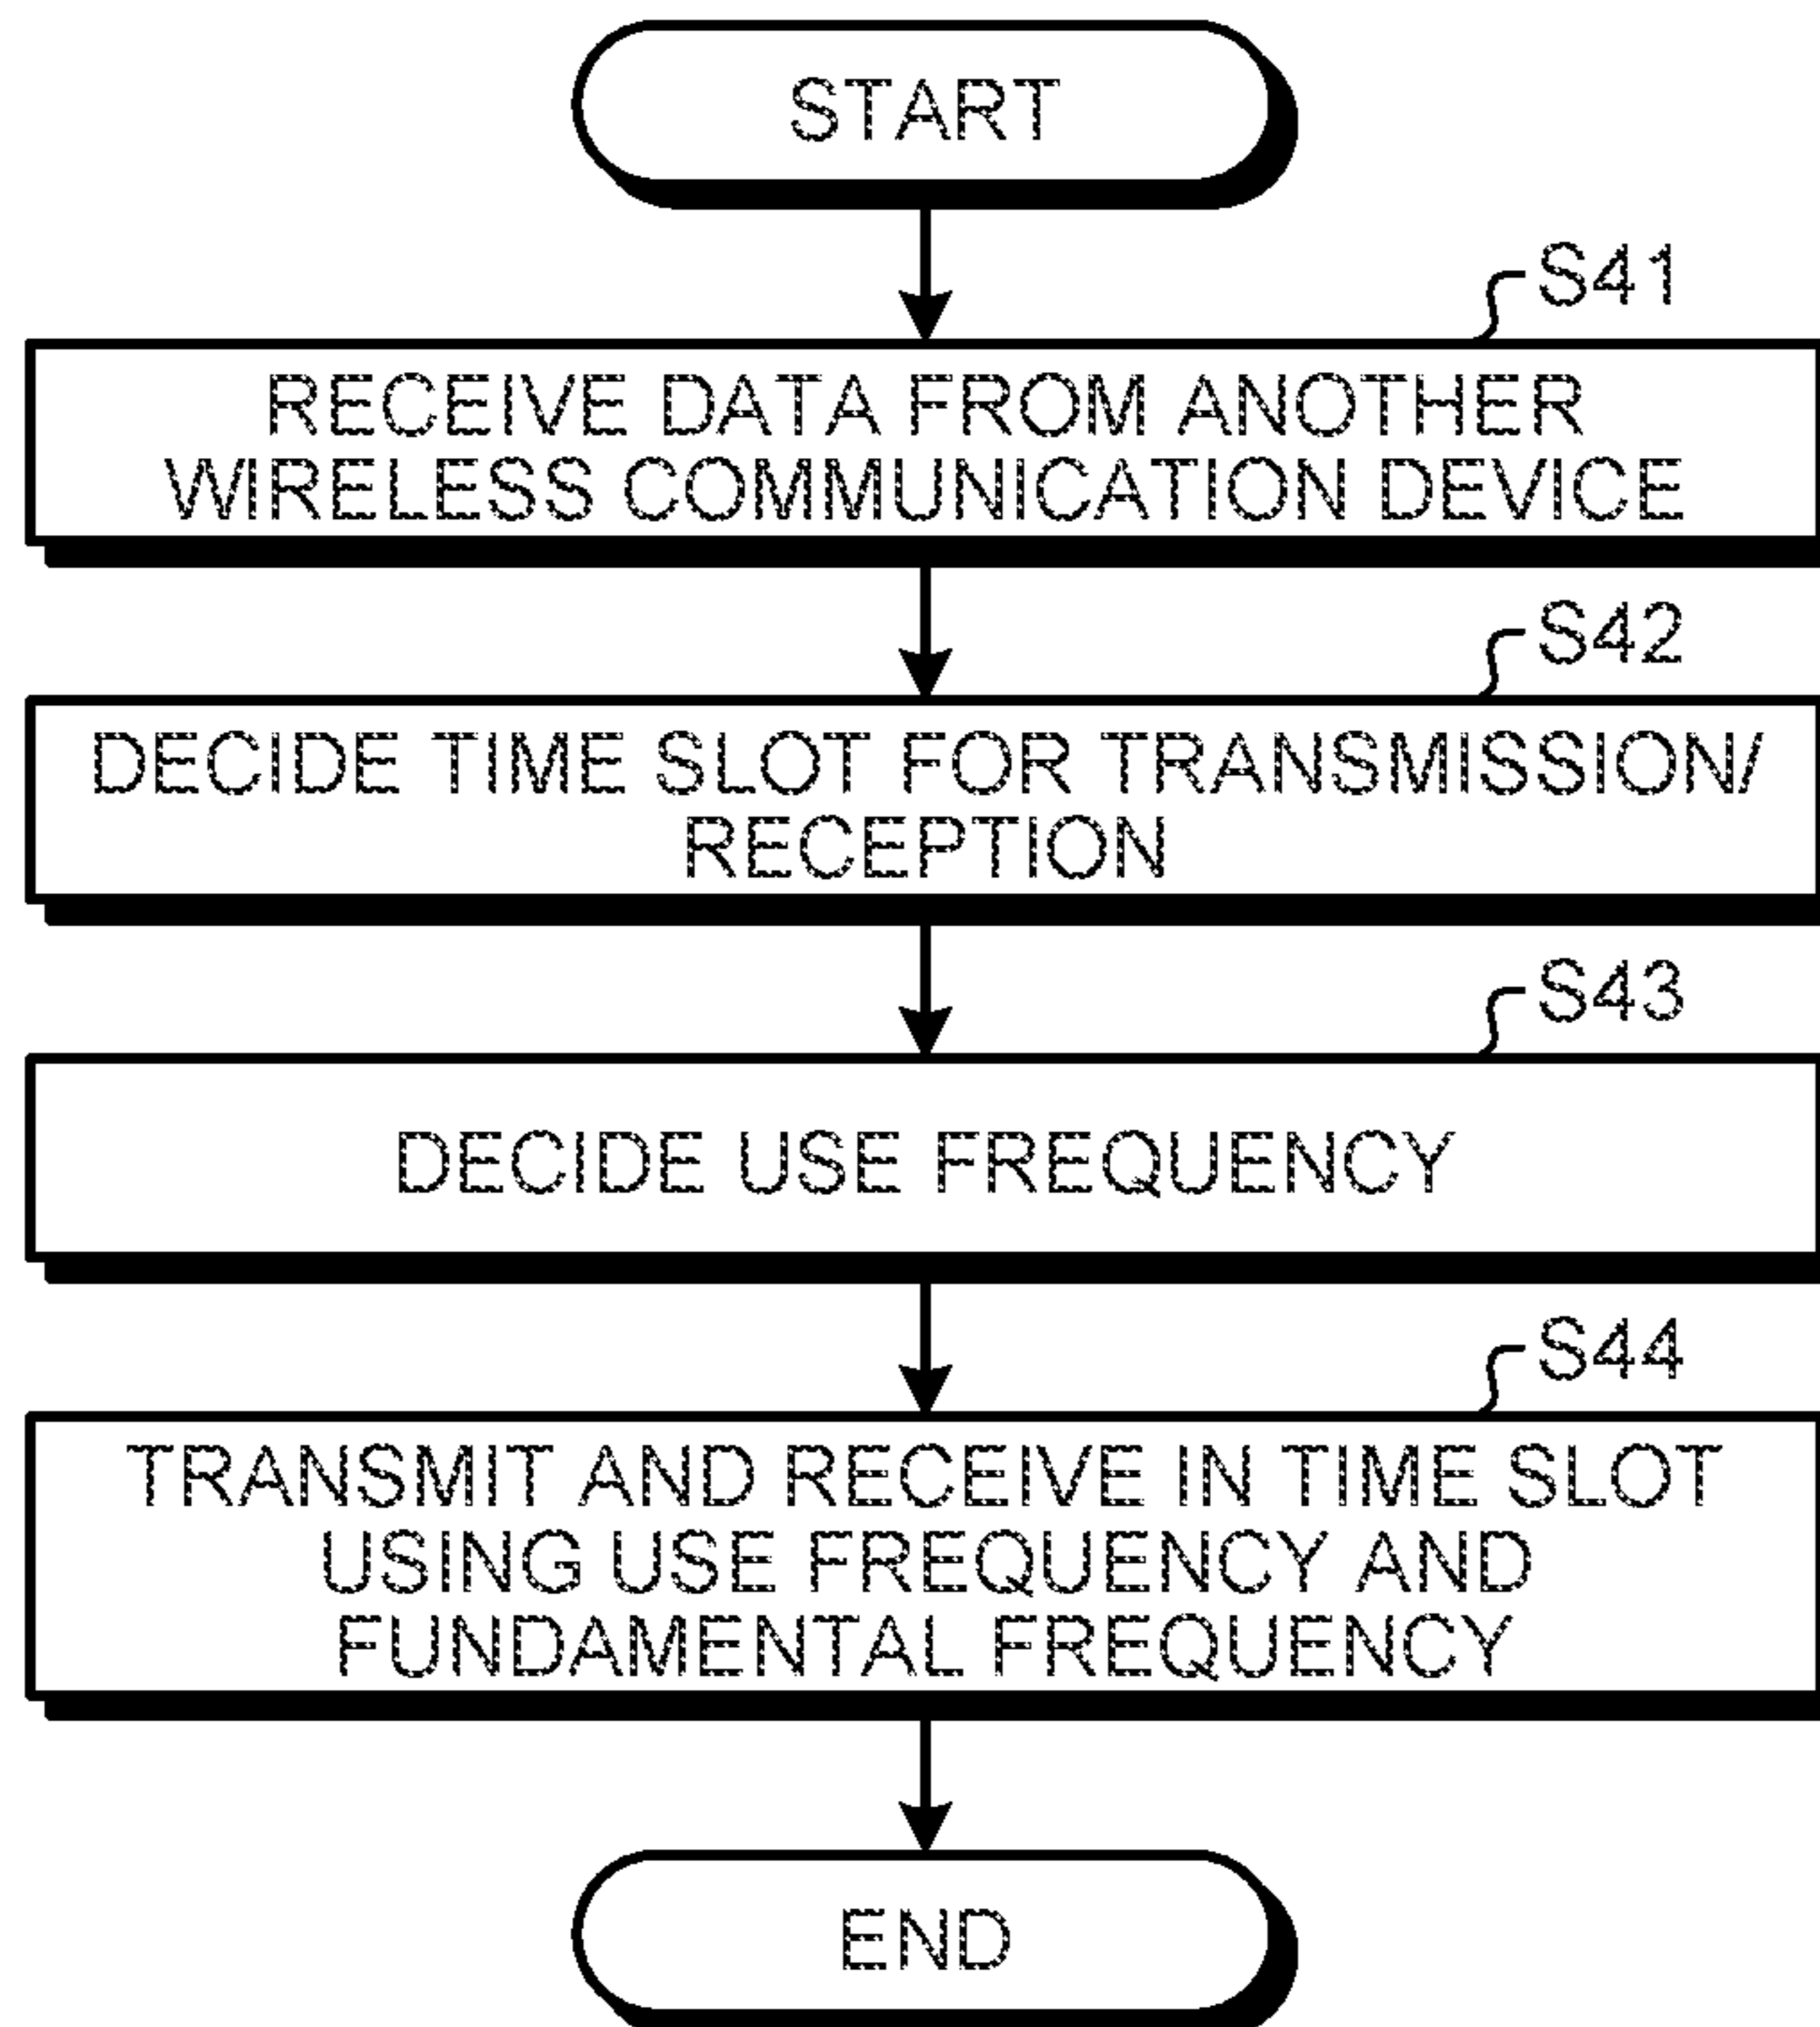 START
S41
RECEIVE DATA FROM ANOTHER
WIRELESS COMMUNICATION DEVICE
S42
DECIDE TIME SLOT FOR TRANSMISSION/
RECEPTION
S43
DECIDE USE FREQUENCY
S44
TRANSMIT AND RECEIVE IN TIME SLOT
USING USE FREQUENCY AND
FUNDAMENTAL FREQUENCY
END